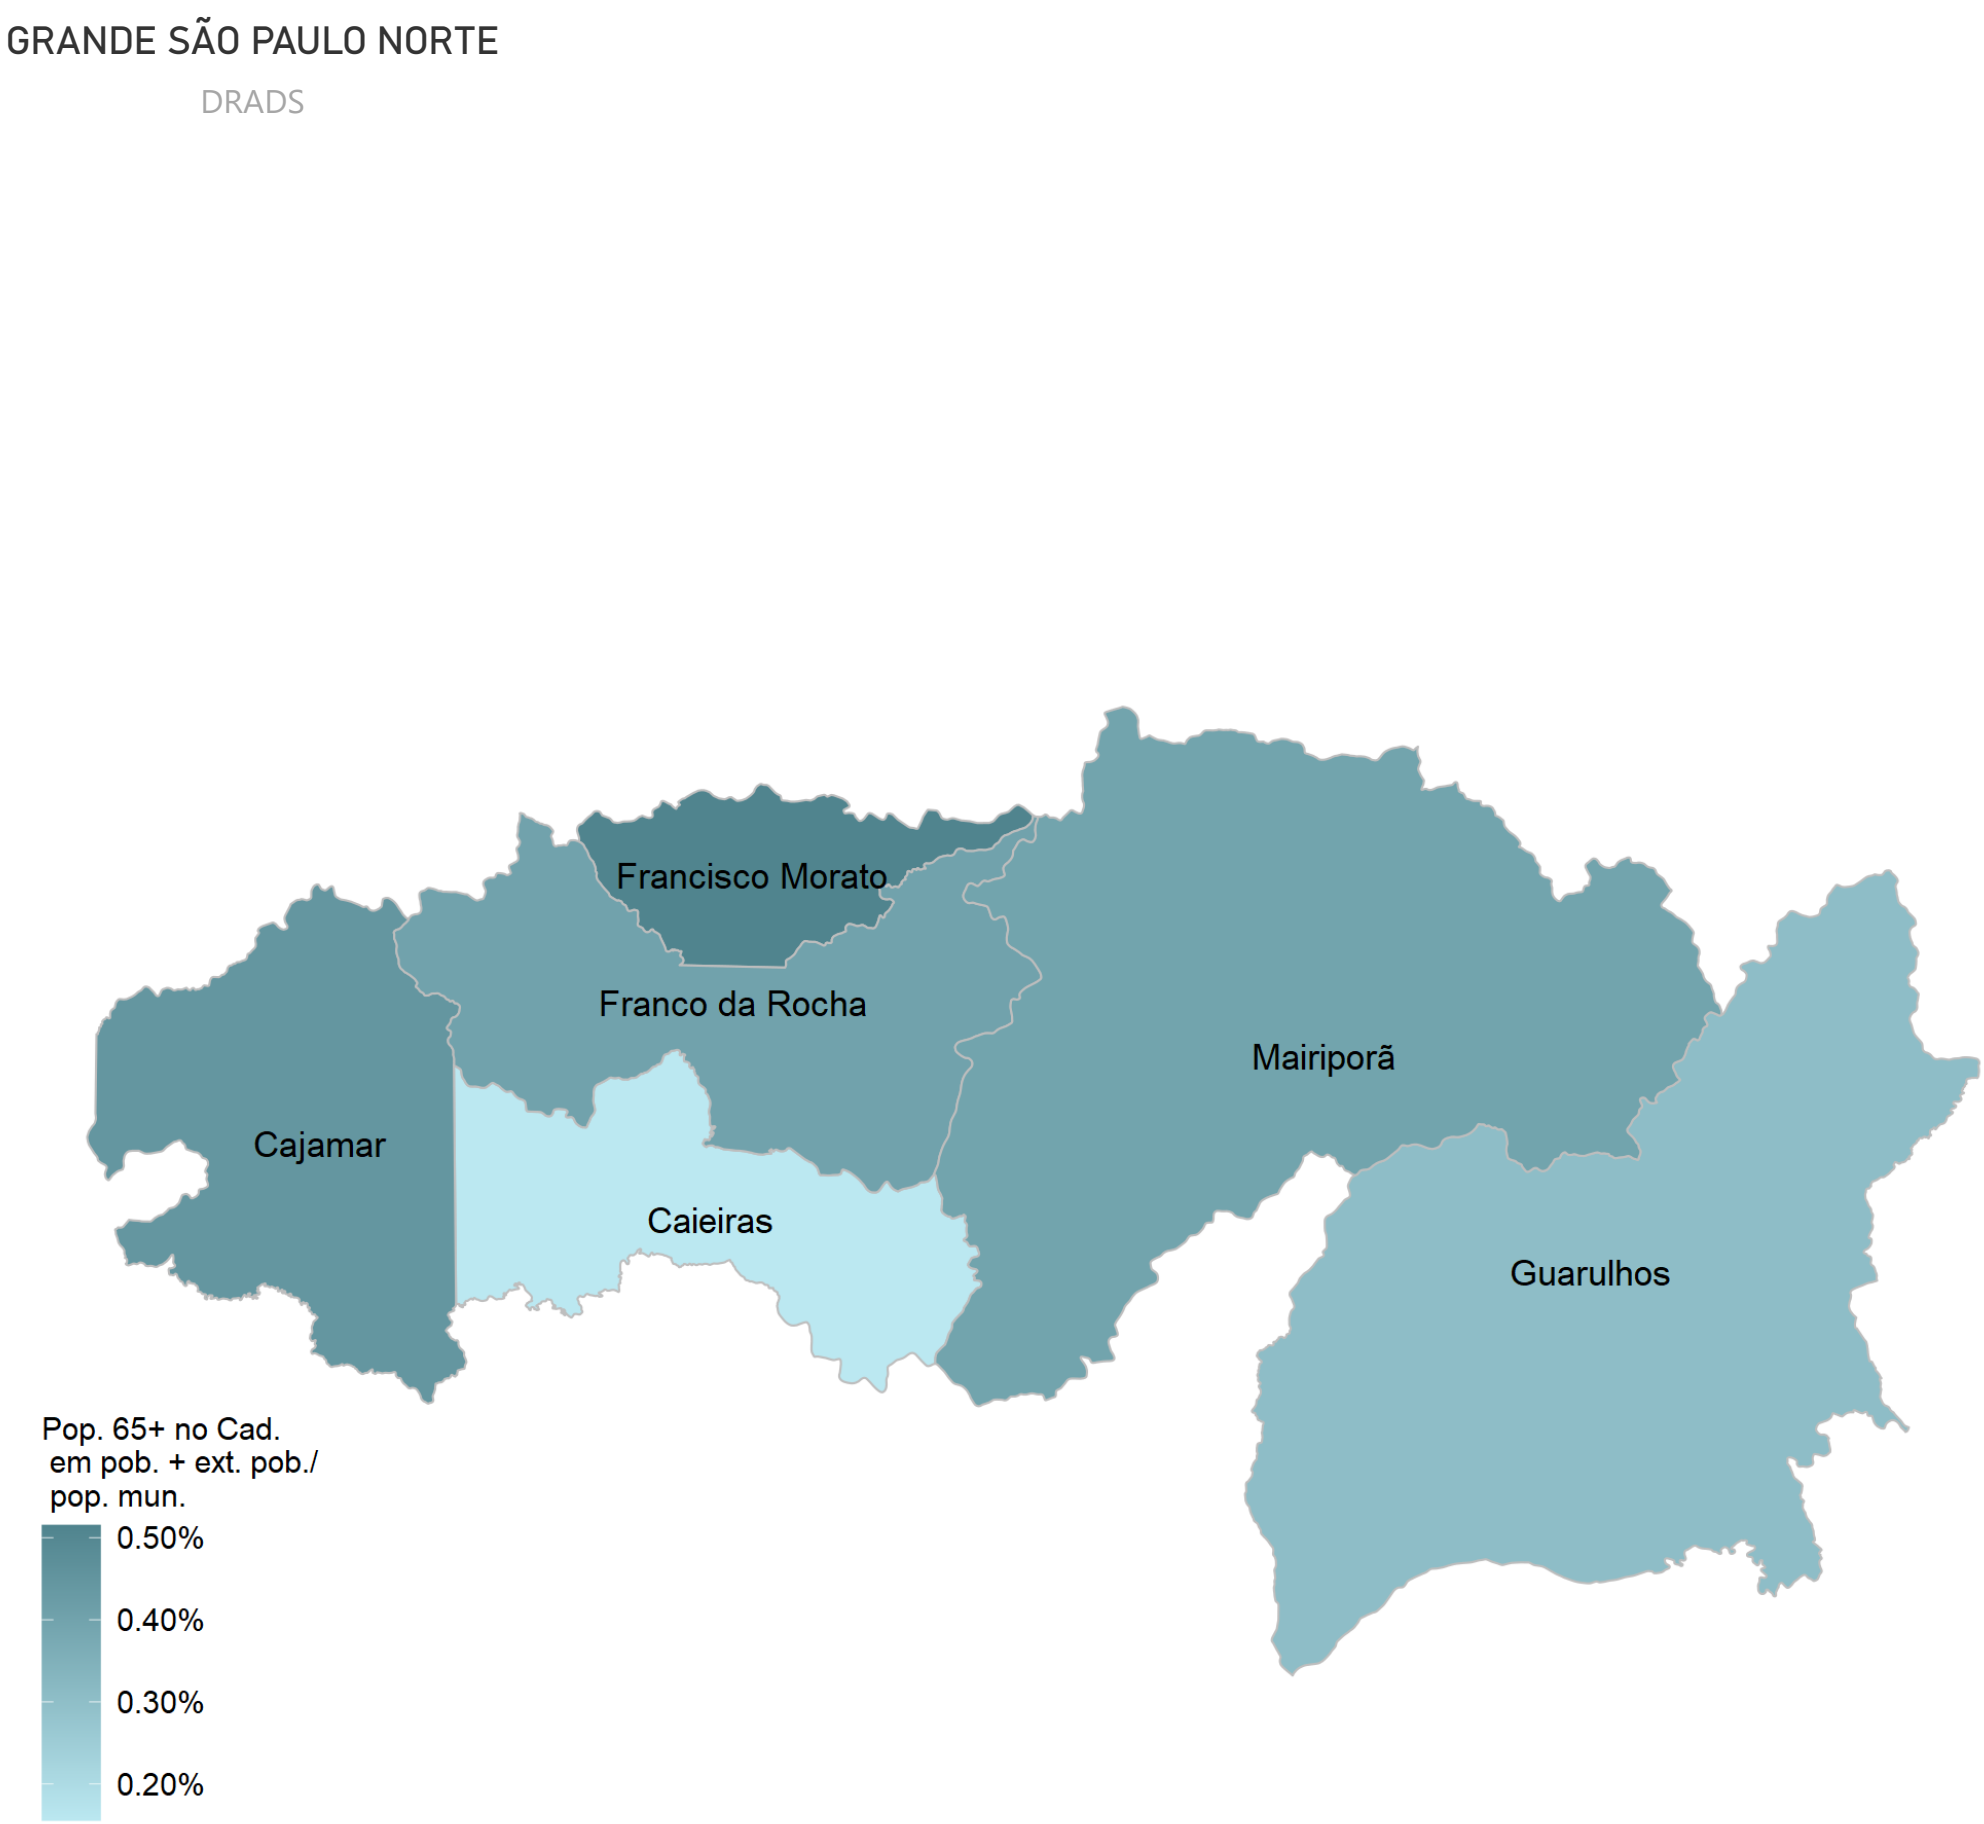 GRANDE SÃO PAULO NORTE
DRADS
Francisco Morato
Franco da Rocha
Mairiporã
Cajamar
Caieiras
Guarulhos
Pop. 65+ no Cad.
em pob. + ext. pob./
pop. mun.
0.50%
0.40%
0.30%
0.20%